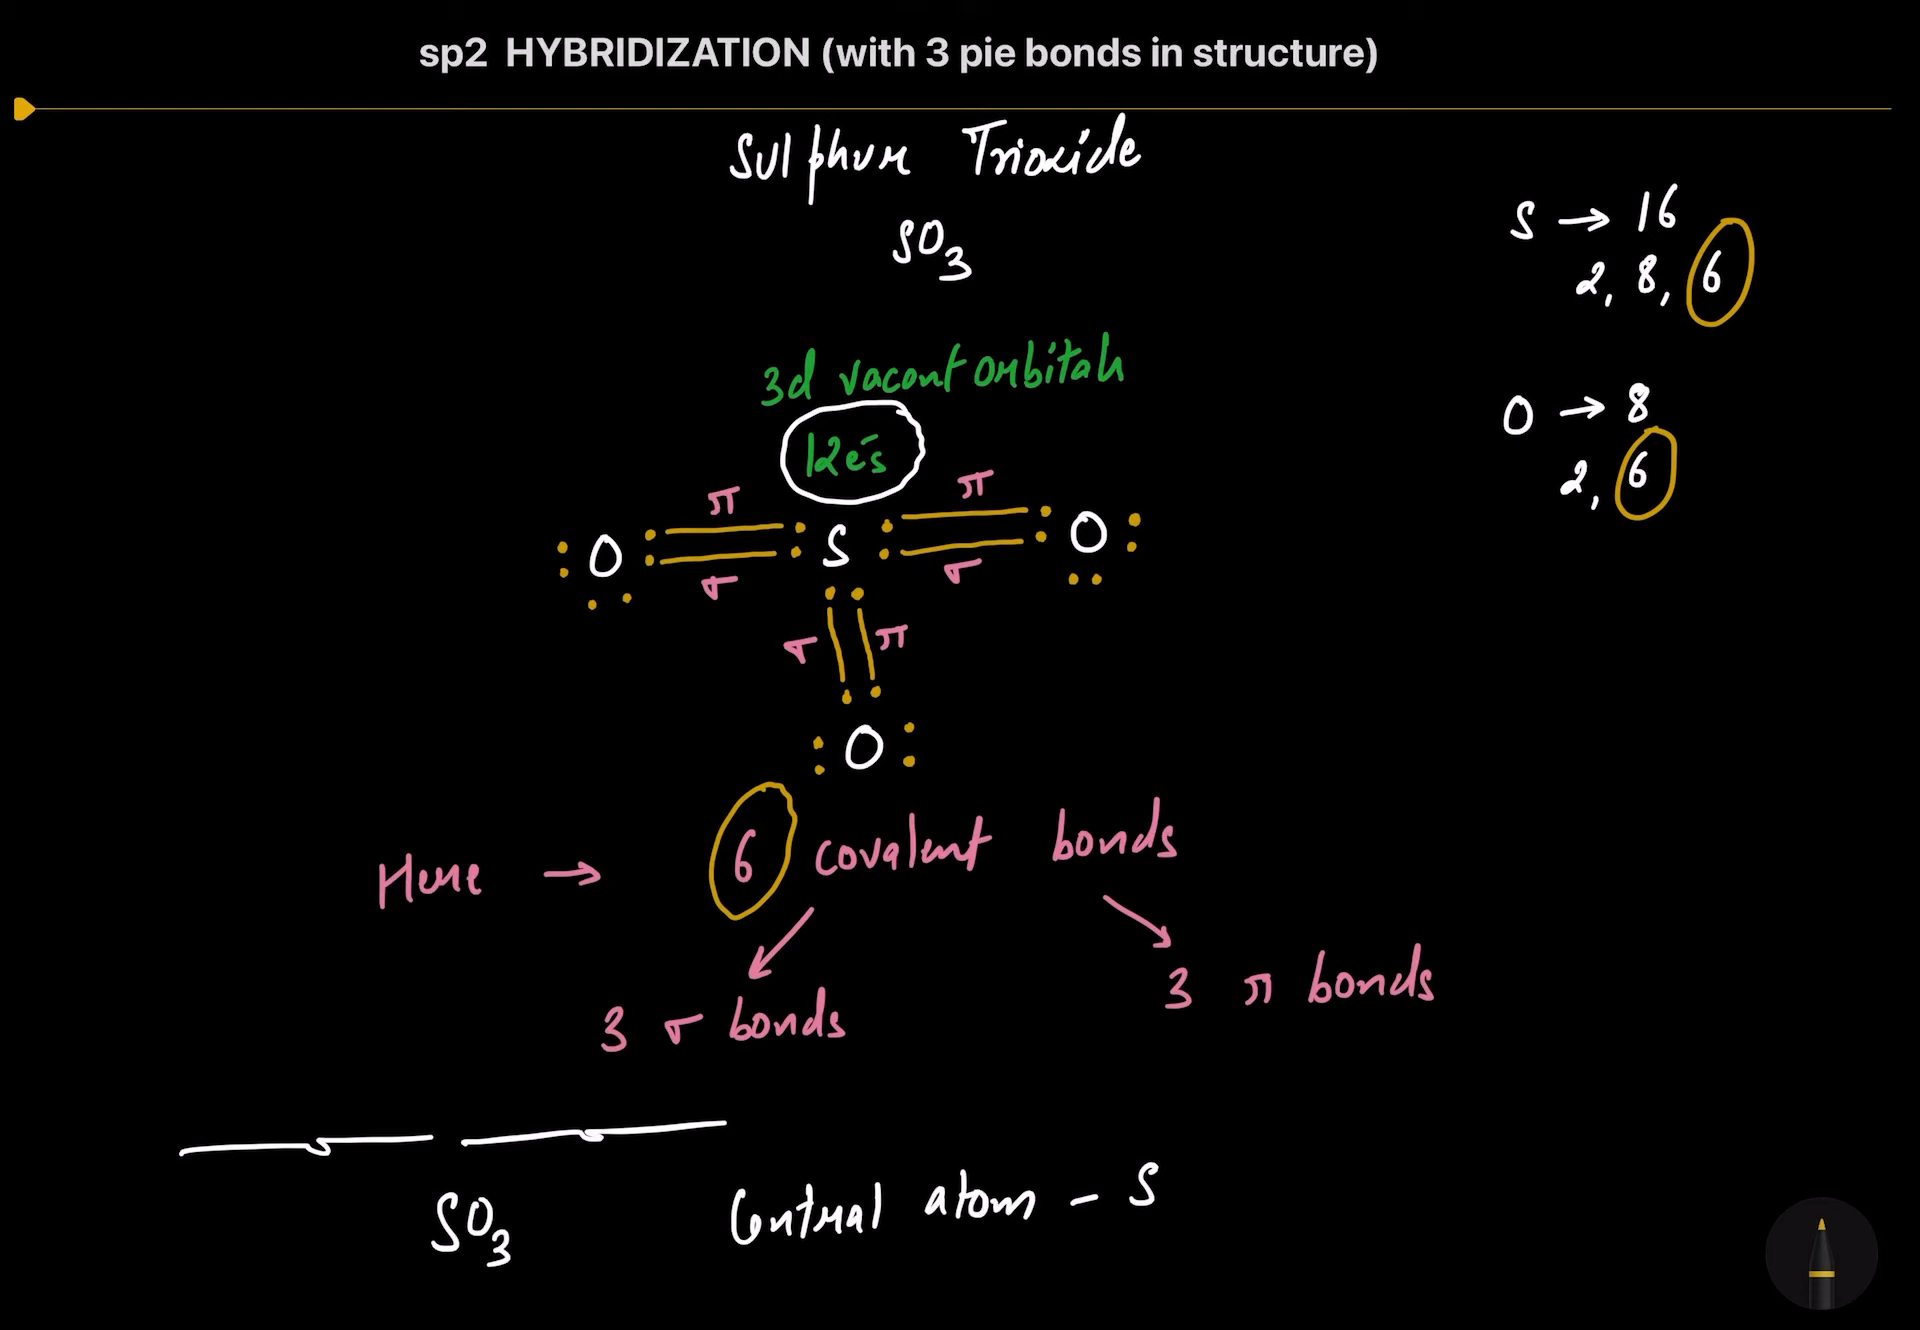 sp2 HYBRIDIZATION (with 3 pie bonds in structure)
Sulphur Trioxide
SO3
S → 16
2, 8, 6
O → 8
2, 6
3d vacant orbitals
12e-s
π π
:O: = :S: = :O:
σ σ
σ π
:O:
Here → 6 covalent bonds
3 σ bonds
3 π bonds
SO3 Central atom - S